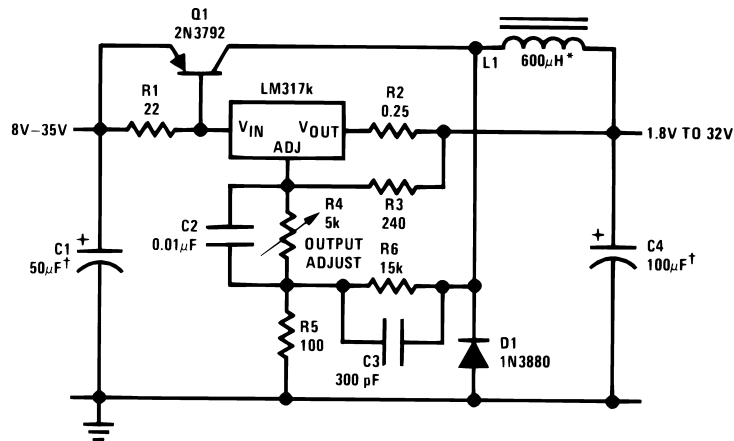 Q1
2N3792
L1
600μH*
R1
22
LM317k
R2
0.25
8V–35V
VIN
VOUT
ADJ
1.8V TO 32V
R3
240
R4
5k
OUTPUT
ADJUST
C2
0.01μF
R6
15k
C1
+
50μF†
+
C4
100μF†
R5
100
C3
300 pF
D1
1N3880